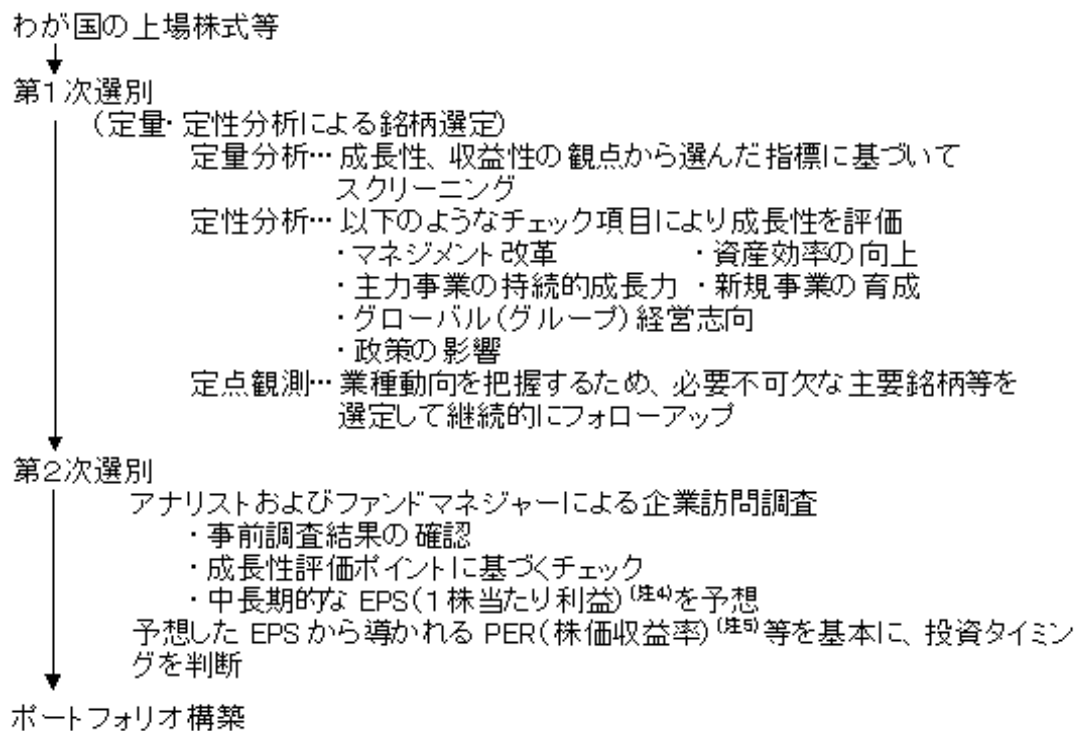 わが国の上場株式等
第1次選別
(定量・定性分析による銘柄選定)
定量分析…成長性、収益性の観点から選んだ指標に基づいて
スクリーニング
定性分析…以下のようなチェック項目により成長性を評価
・マネジメント改革 ・資産効率の向上
・主力事業の持続的成長力 ・新規事業の育成
・グローバル(グループ)経営志向
・政策の影響
定点観測…業種動向を把握するため、必要不可欠な主要銘柄等を
選定して継続的にフォローアップ
第2次選別
アナリストおよびファンドマネジャーによる企業訪問調査
・事前調査結果の確認
・成長性評価ポイントに基づくチェック
・中長期的な EPS(1株当たり利益)(注4)を予想
予想した EPS から導かれる PER(株価収益率)(注5)等を基本に、投資タイミン
グを判断
ポートフォリオ構築